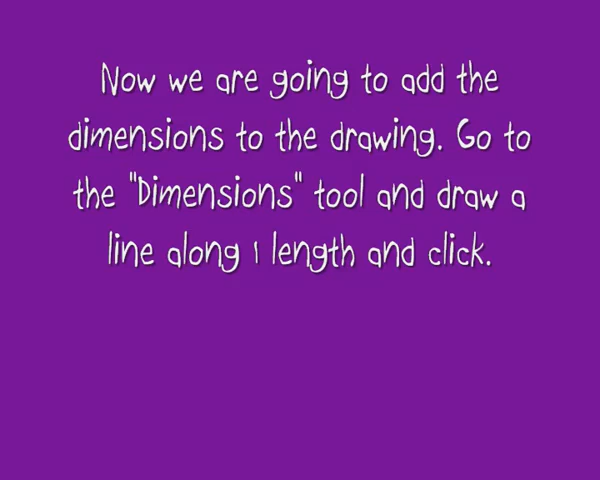 Now we are going to add the
dimensions to the drawing. Go to
the "Dimensions" tool and draw a
line along 1 length and click.